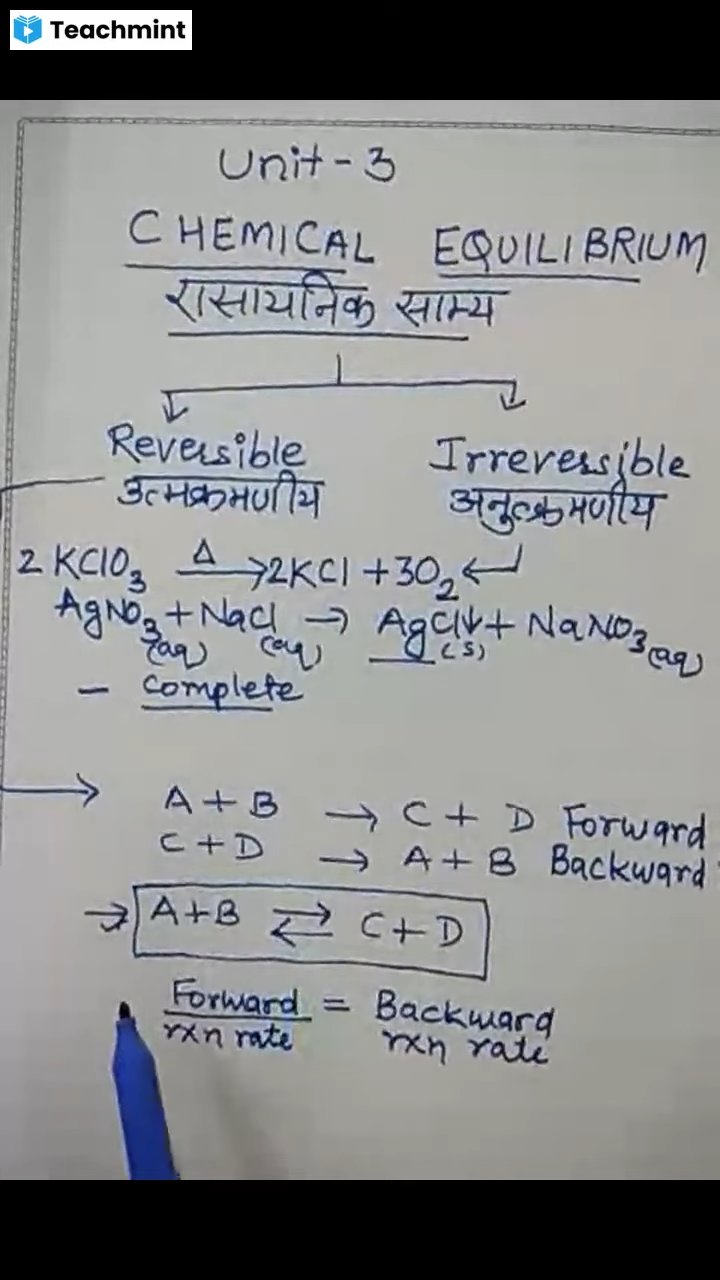 Teachmint
Unit - 3
CHEMICAL EQUILIBRIUM
रासायनिक साम्य
Reversible Irreversible
उत्मक्रमणीय अनुत्क्रमणीय
2 KClO₃ —Δ→ 2KCl + 3O₂ ←
AgNO₃ + NaCl → AgCl↓ + NaNO₃
(aq) (aq) (s) (aq)
- complete
→ A + B → C + D Forward
C + D → A + B Backward
→ A+B ⇌ C+D
Forward = Backward
rxn rate rxn rate